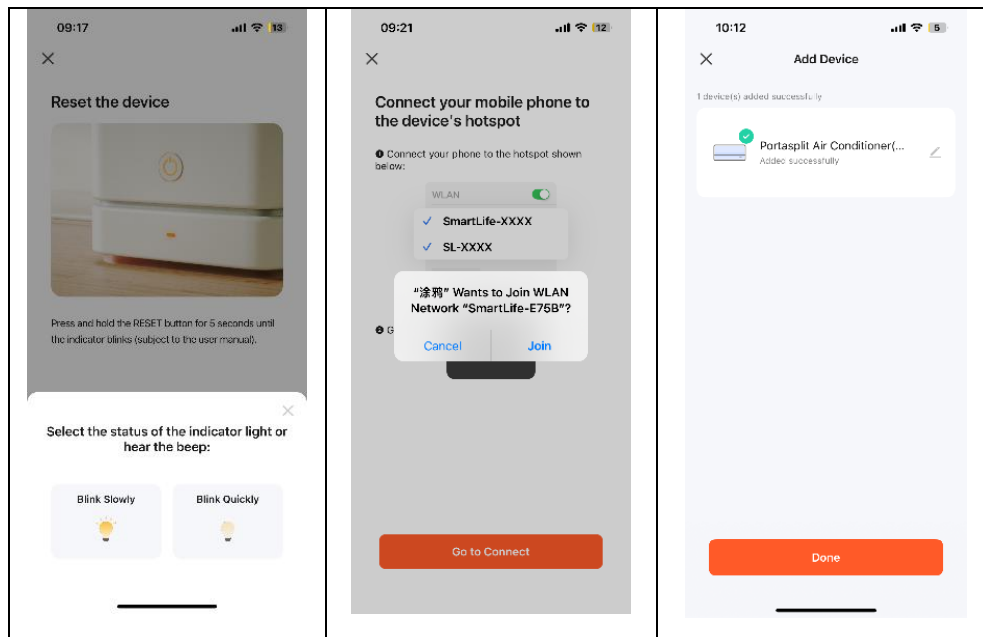 09:17
13
Reset the device
Press and hold the RESET button for 5 seconds until
the indicator blinks (subject to the user manual).
Select the status of the indicator light or
hear the beep:
Blink Slowly
Blink Quickly
09:21
12
Connect your mobile phone to
the device's hotspot
1 Connect your phone to the hotspot shown
below:
WLAN
SmartLife-XXXX
SL-XXXX
“涂鸦” Wants to Join WLAN
Network “SmartLife-E75B”?
2 G
Cancel
Join
Go to Connect
10:12
5
Add Device
1 device(s) added successfully
Portasplit Air Conditioner(...
Added successfully
Done